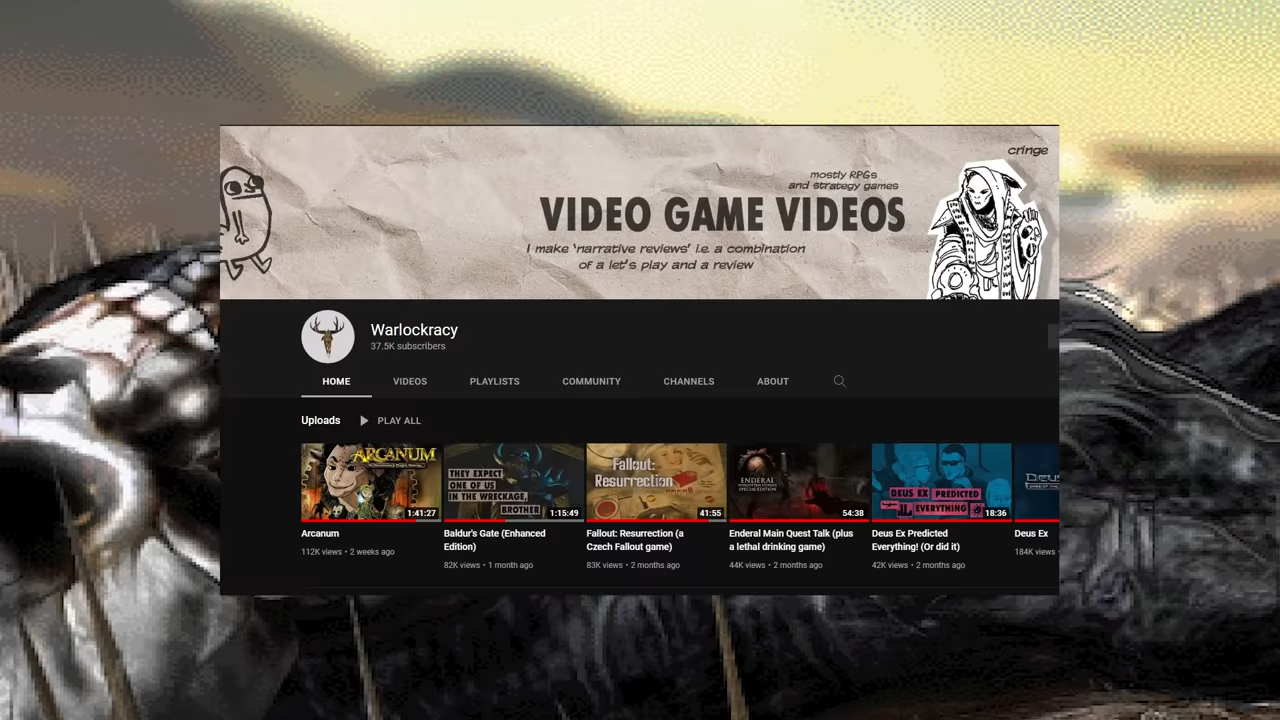 cringe
mostly RPGs
and strategy games
VIDEO GAME VIDEOS
I make 'narrative reviews' i.e. a combination
of a let's play and a review
Warlockracy
37.5K subscribers
HOME VIDEOS PLAYLISTS COMMUNITY CHANNELS ABOUT
Uploads PLAY ALL
ARCANUM
1:41:27
THEY EXPECT
ONE OF US
IN THE WRECKAGE,
BROTHER
1:15:49
Fallout:
Resurrection
41:55
ENDERAL
FORGOTTEN STORIES
SPECIAL EDITION
54:38
DEUS EX PREDICTED
EVERYTHING!
18:36
Arcanum
112K views • 2 weeks ago
Baldur's Gate (Enhanced
Edition)
82K views • 1 month ago
Fallout: Resurrection (a
Czech Fallout game)
83K views • 2 months ago
Enderal Main Quest Talk (plus
a lethal drinking game)
44K views • 2 months ago
Deus Ex Predicted
Everything! (Or did it)
42K views • 2 months ago
Deus Ex
184K views